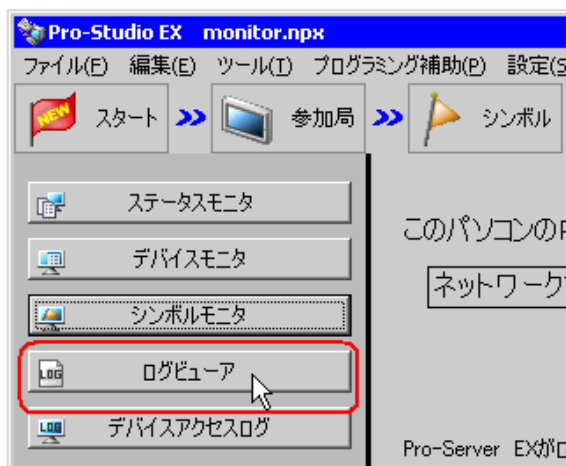 Pro-Studio EX monitor.npx
ファイル(F) 編集(E) ツール(T) プログラミング補助(P) 設定(S
NEW スタート 参加局 シンボル
ステータスモニタ
このパソコンのP
デバイスモニタ
ネットワーク
シンボルモニタ
LOG ログビューア
LOG デバイスアクセスログ
Pro-Server EXがロ